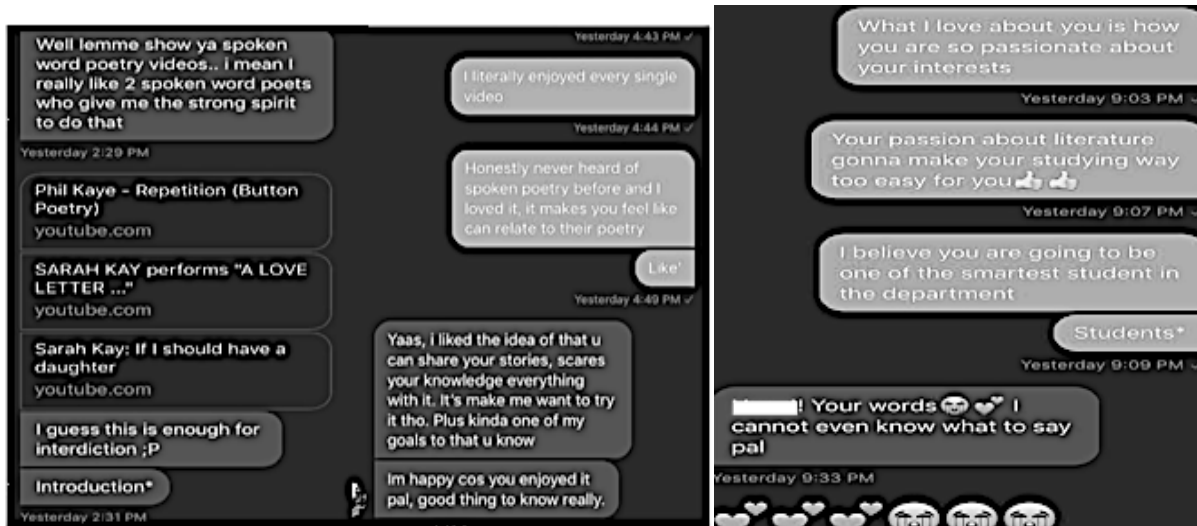 Well lemme show ya spoken
word poetry videos.. i mean I
really like 2 spoken word poets
who give me the strong spirit
to do that
Yesterday 2:29 PM
Phil Kaye - Repetition (Button
Poetry)
youtube.com
SARAH KAY performs "A LOVE
LETTER ..."
youtube.com
Sarah Kay: If I should have a
daughter
youtube.com
I guess this is enough for
interdiction ;P
Introduction*
Yesterday 2:31 PM
Yesterday 4:43 PM ✓
I literally enjoyed every single
video
Yesterday 4:44 PM ✓
Honestly never heard of
spoken poetry before and I
loved it, it makes you feel like
can relate to their poetry
Like'
Yesterday 4:49 PM ✓
Yaas, i liked the idea of that u
can share your stories, scares
your knowledge everything
with it. It's make me want to try
it tho. Plus kinda one of my
goals to that u know
Im happy cos you enjoyed it
pal, good thing to know really.
What I love about you is how
you are so passionate about
your interests
Yesterday 9:03 PM ✓
Your passion about literature
gonna make your studying way
too easy for you👍👍
Yesterday 9:07 PM ✓
I believe you are going to be
one of the smartest student in
the department
Students*
Yesterday 9:09 PM ✓
! Your words😭💕 I
cannot even know what to say
pal
Yesterday 9:33 PM
💕💕💕😭😭😭